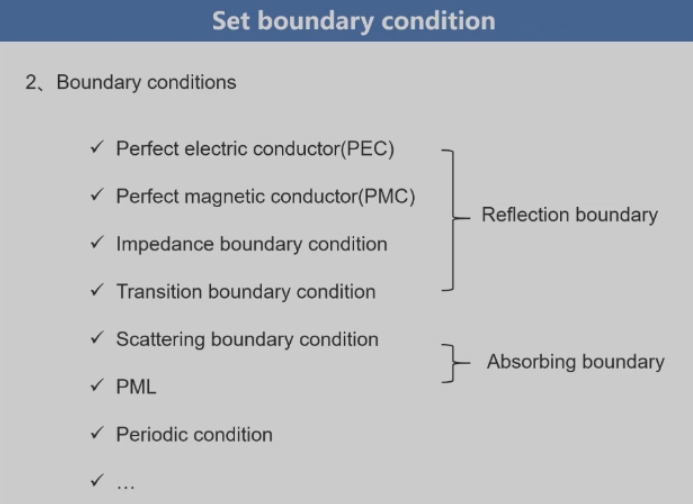 Set boundary condition
2、Boundary conditions
✓ Perfect electric conductor(PEC)
✓ Perfect magnetic conductor(PMC)
Reflection boundary
✓ Impedance boundary condition
✓ Transition boundary condition
✓ Scattering boundary condition
Absorbing boundary
✓ PML
✓ Periodic condition
✓ …